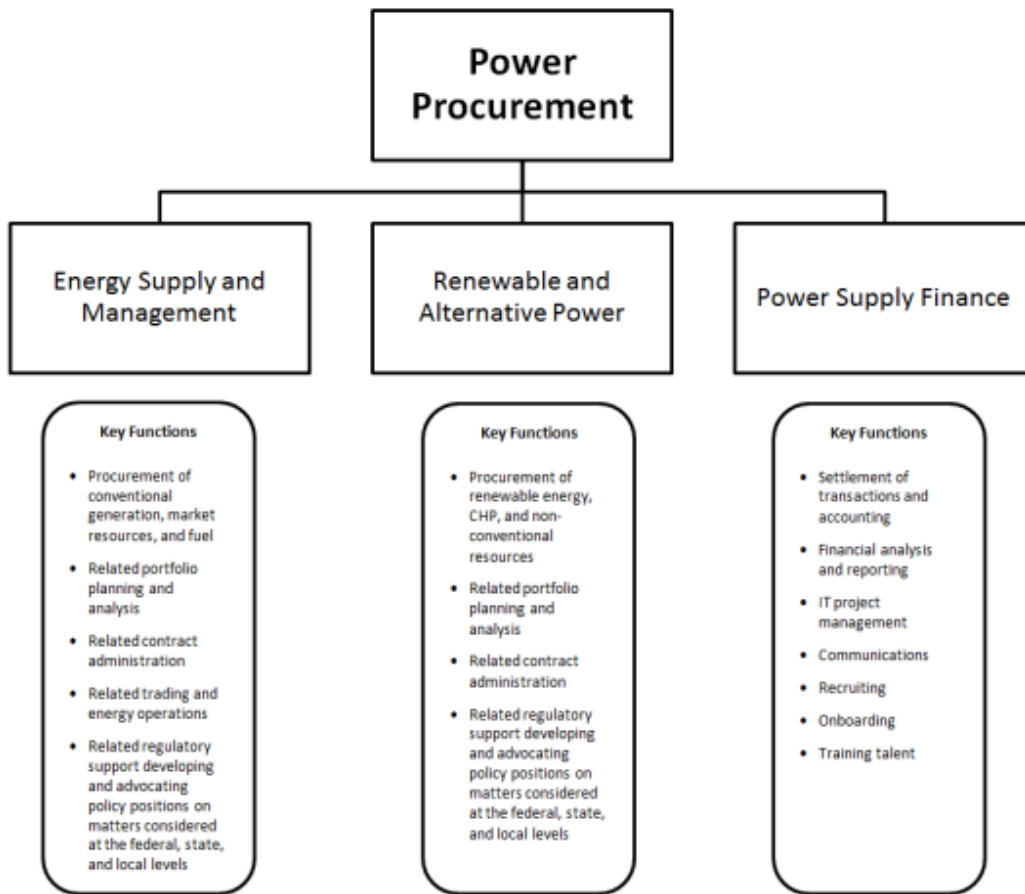 Power
Procurement
Energy Supply and
Management
Renewable and
Alternative Power
Power Supply Finance
Key Functions
• Procurement of
conventional
generation, market
resources, and fuel
• Related portfolio
planning and
analysis
• Related contract
administration
• Related trading and
energy operations
• Related regulatory
support developing
and advocating
policy positions on
matters considered
at the federal, state,
and local levels
Key Functions
• Procurement of
renewable energy,
CHP, and non-
conventional
resources
• Related portfolio
planning and
analysis
• Related contract
administration
• Related regulatory
support developing
and advocating
policy positions on
matters considered
at the federal, state,
and local levels
Key Functions
• Settlement of
transactions and
accounting
• Financial analysis
and reporting
• IT project
management
• Communications
• Recruiting
• Onboarding
• Training talent